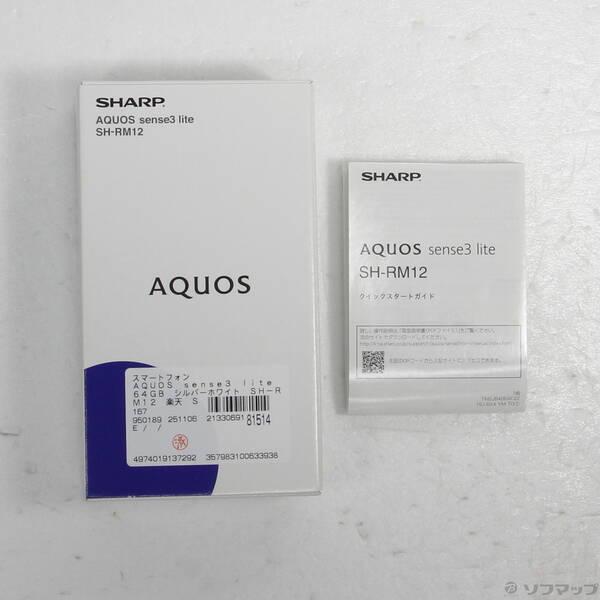 SHARP
AQUOS sense3 lite
SH-RM12
AQUOS
スマートフォン
AQUOS sense3 lite
64GB シルバーホワイト SH-R
M12 楽天 S
167
950189 251106 21330691 81514
E / /
済
4974019137292 357983100633938
SHARP
AQUOS sense3 lite
SH-RM12
クイックスタートガイド
ソフマップ